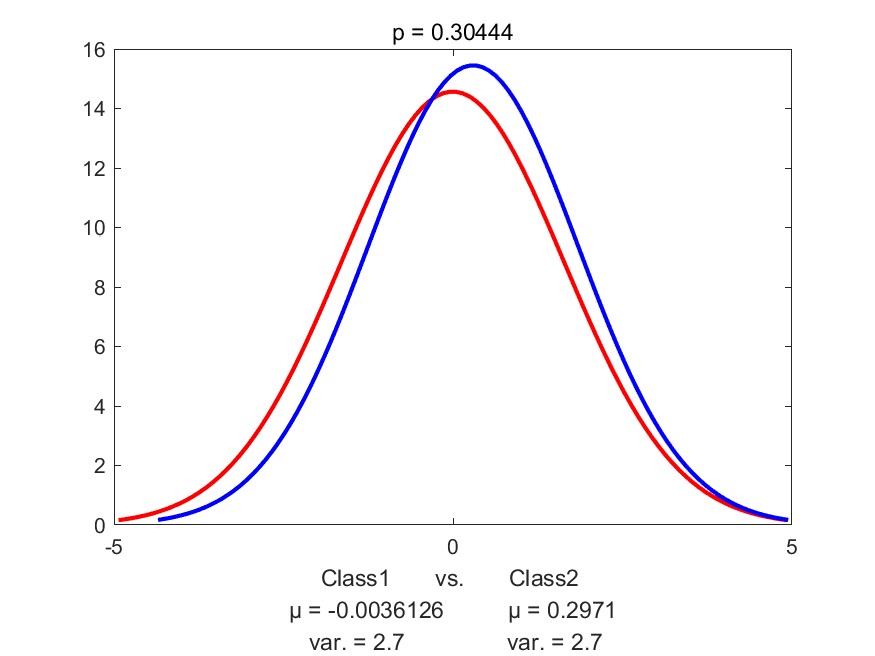 p = 0.30444
16
14
12
10
8
6
4
2
0
-5 0 5
Class1 vs. Class2
μ = -0.0036126 μ = 0.2971
var. = 2.7 var. = 2.7